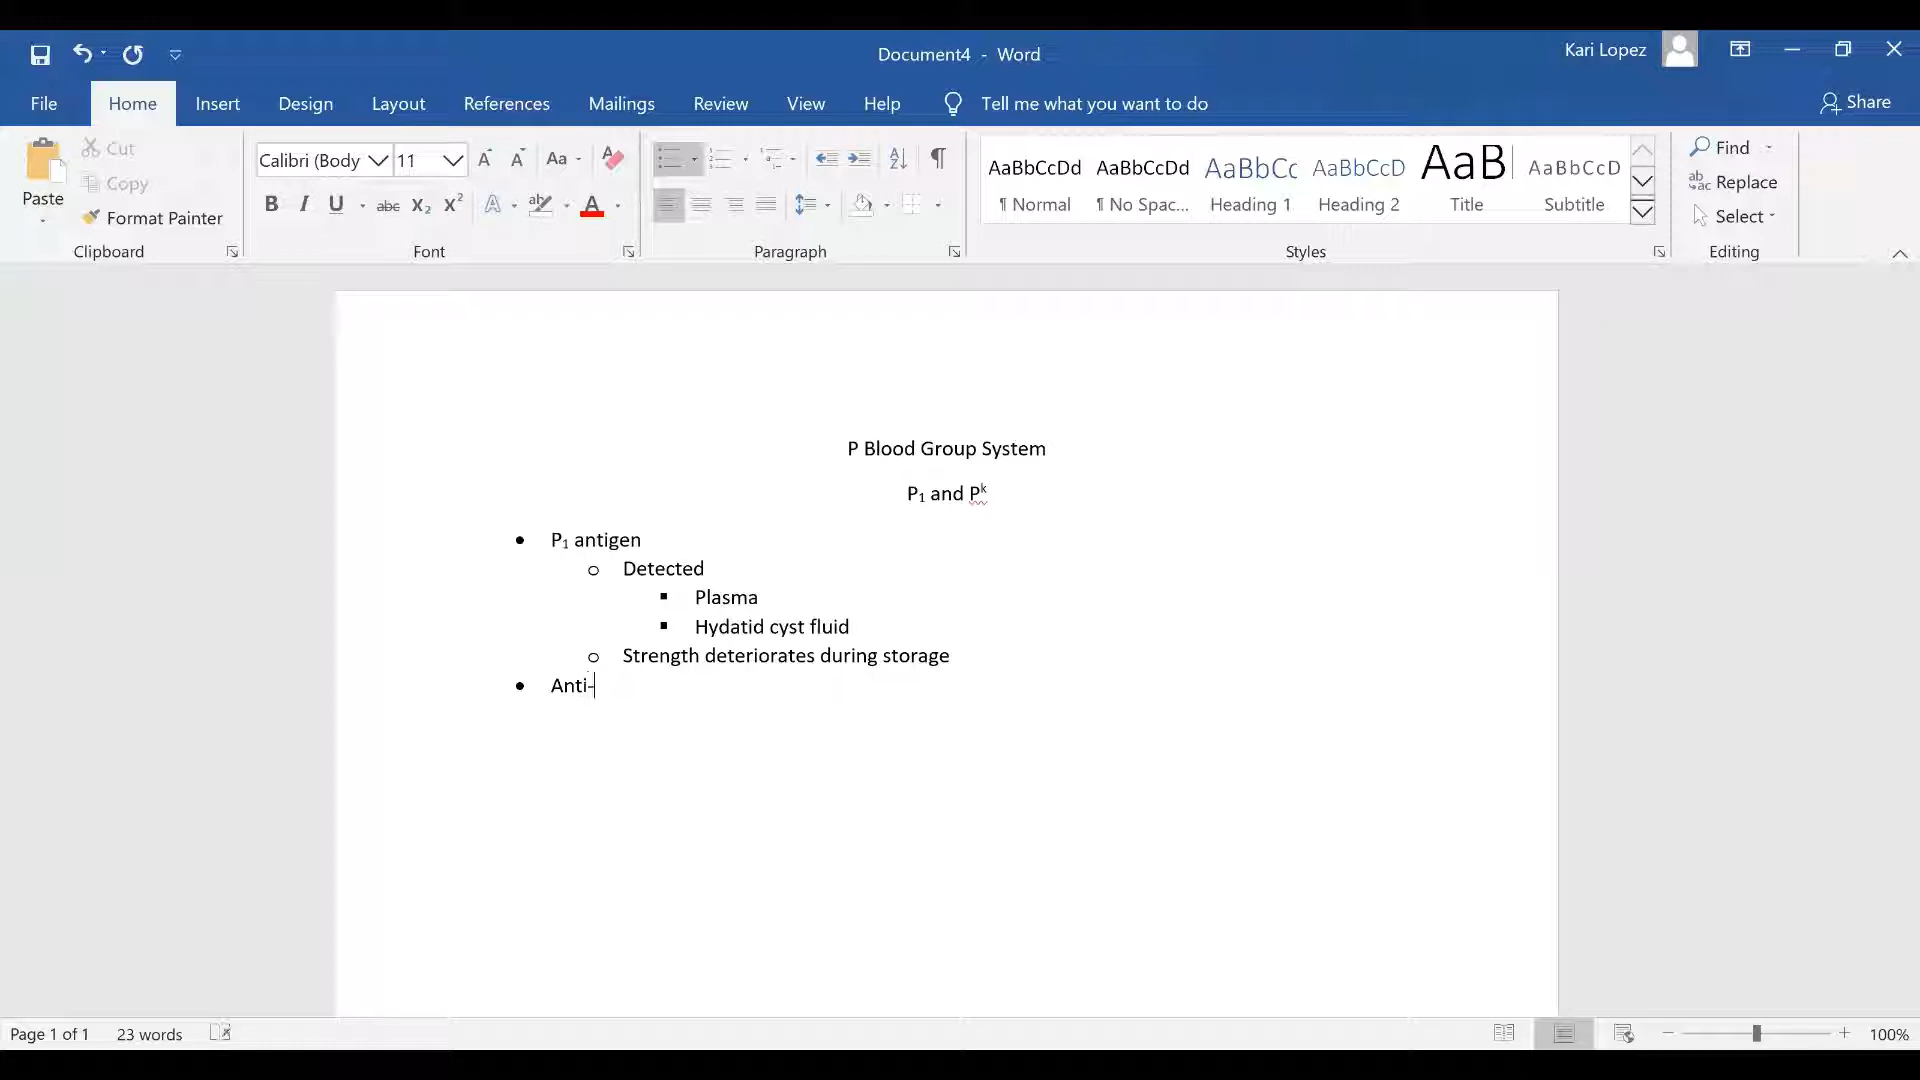 Document4 - Word
Kari Lopez
File Home Insert Design Layout References Mailings Review View Help Tell me what you want to do Share
Paste
Cut
Copy
Format Painter
Clipboard
Calibri (Body 11
Aa
B I U abc X₂ X²
Font
Paragraph
AaBbCcDd AaBbCcDd AaBbCc AaBbCcD AaB AaBbCcD
¶ Normal ¶ No Spac... Heading 1 Heading 2 Title Subtitle
Styles
Find
Replace
Select
Editing
P Blood Group System
P₁ and Pᵏ
• P₁ antigen
o Detected
▪ Plasma
▪ Hydatid cyst fluid
o Strength deteriorates during storage
• Anti-
Page 1 of 1 23 words 100%